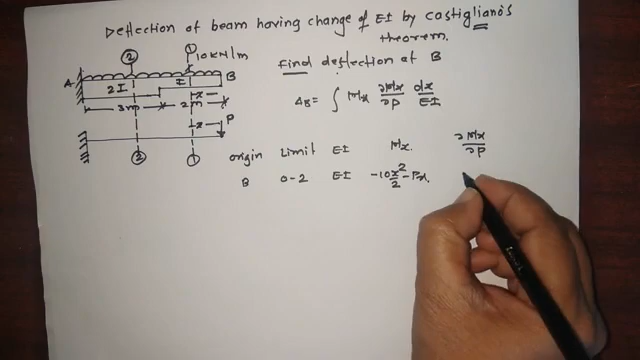 Deflection of beam having change of EI by Castigliano's
theorem.
② ① 10KN/m
A B
2I I x
3m 2m
x P
② ①
Find deflection at B
ΔB = ∫ Mx ∂Mx/∂P dx/EI
Origin Limit EI Mx. ∂Mx/∂P
B 0-2 EI -10x²/2 - Px.